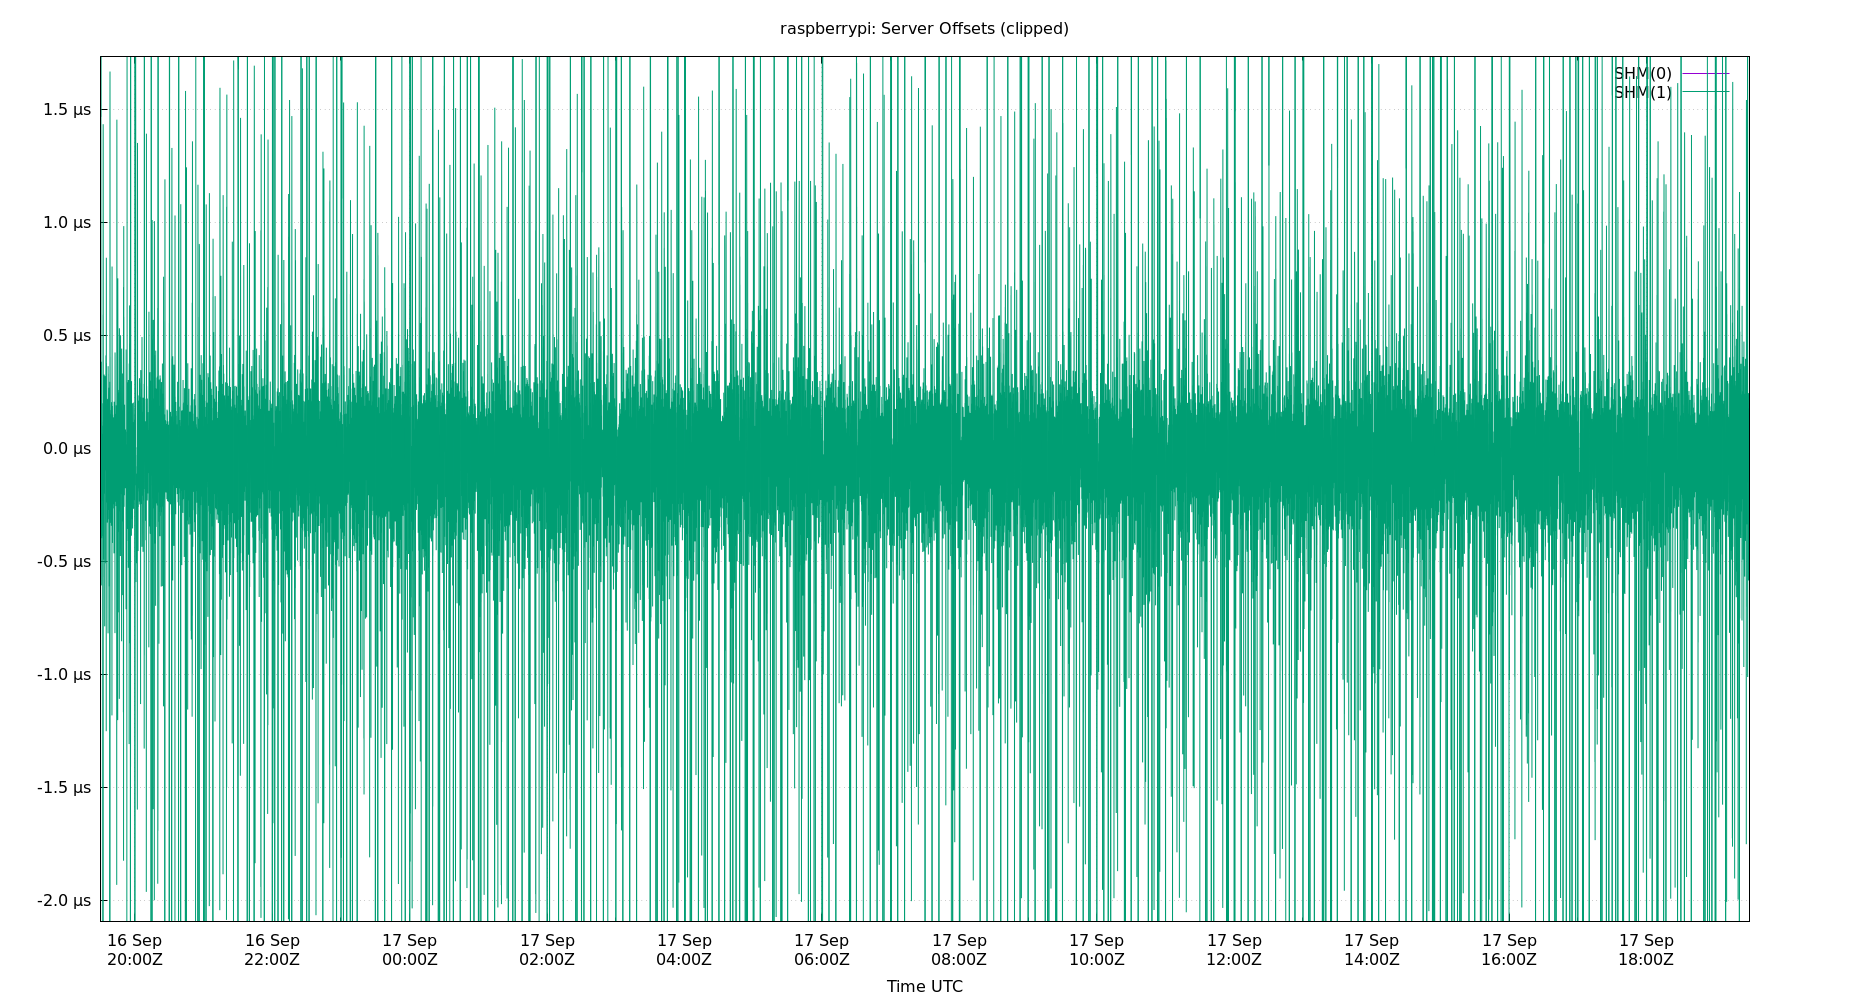 raspberrypi: Server Offsets (clipped)
SHM(0)
SHM(1)
1.5 µs
1.0 µs
0.5 µs
0.0 µs
-0.5 µs
-1.0 µs
-1.5 µs
-2.0 µs
16 Sep 16 Sep 17 Sep 17 Sep 17 Sep 17 Sep 17 Sep 17 Sep 17 Sep 17 Sep 17 Sep 17 Sep
20:00Z 22:00Z 00:00Z 02:00Z 04:00Z 06:00Z 08:00Z 10:00Z 12:00Z 14:00Z 16:00Z 18:00Z
Time UTC